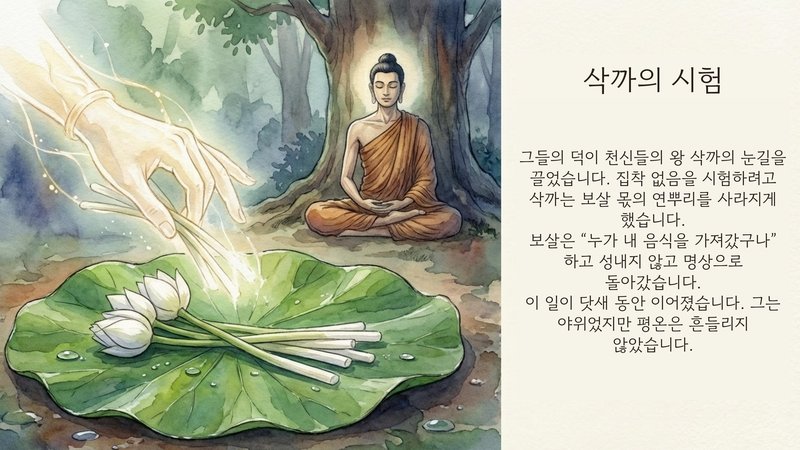 삭까의 시험
그들의 덕이 천신들의 왕 삭까의 눈길을
끌었습니다. 집착 없음을 시험하려고
삭까는 보살 몫의 연뿌리를 사라지게
했습니다.
보살은 “누가 내 음식을 가져갔구나”
하고 성내지 않고 명상으로
돌아갔습니다.
이 일이 닷새 동안 이어졌습니다. 그는
야위었지만 평온은 흔들리지
않았습니다.